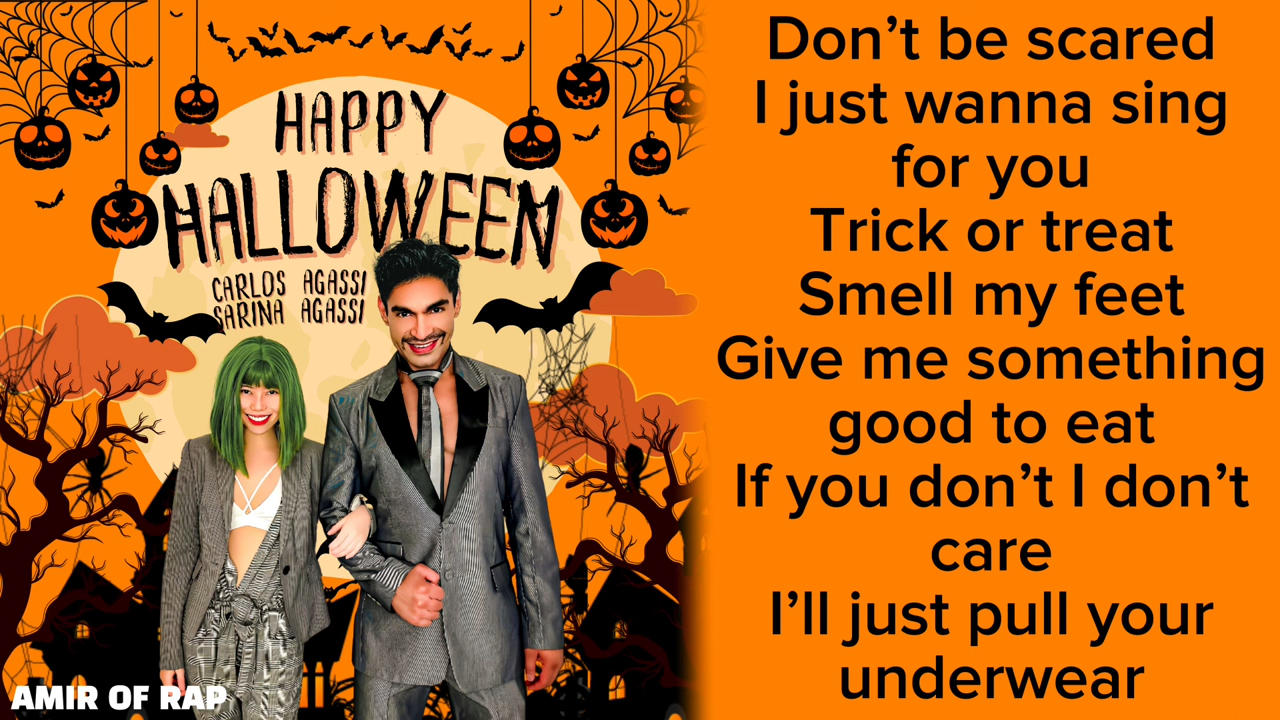 HAPPY
HALLOWEEN
CARLOS AGASSI
SARINA AGASSI
AMIR OF RAP
Don’t be scared
I just wanna sing
for you
Trick or treat
Smell my feet
Give me something
good to eat
If you don’t I don’t
care
I’ll just pull your
underwear